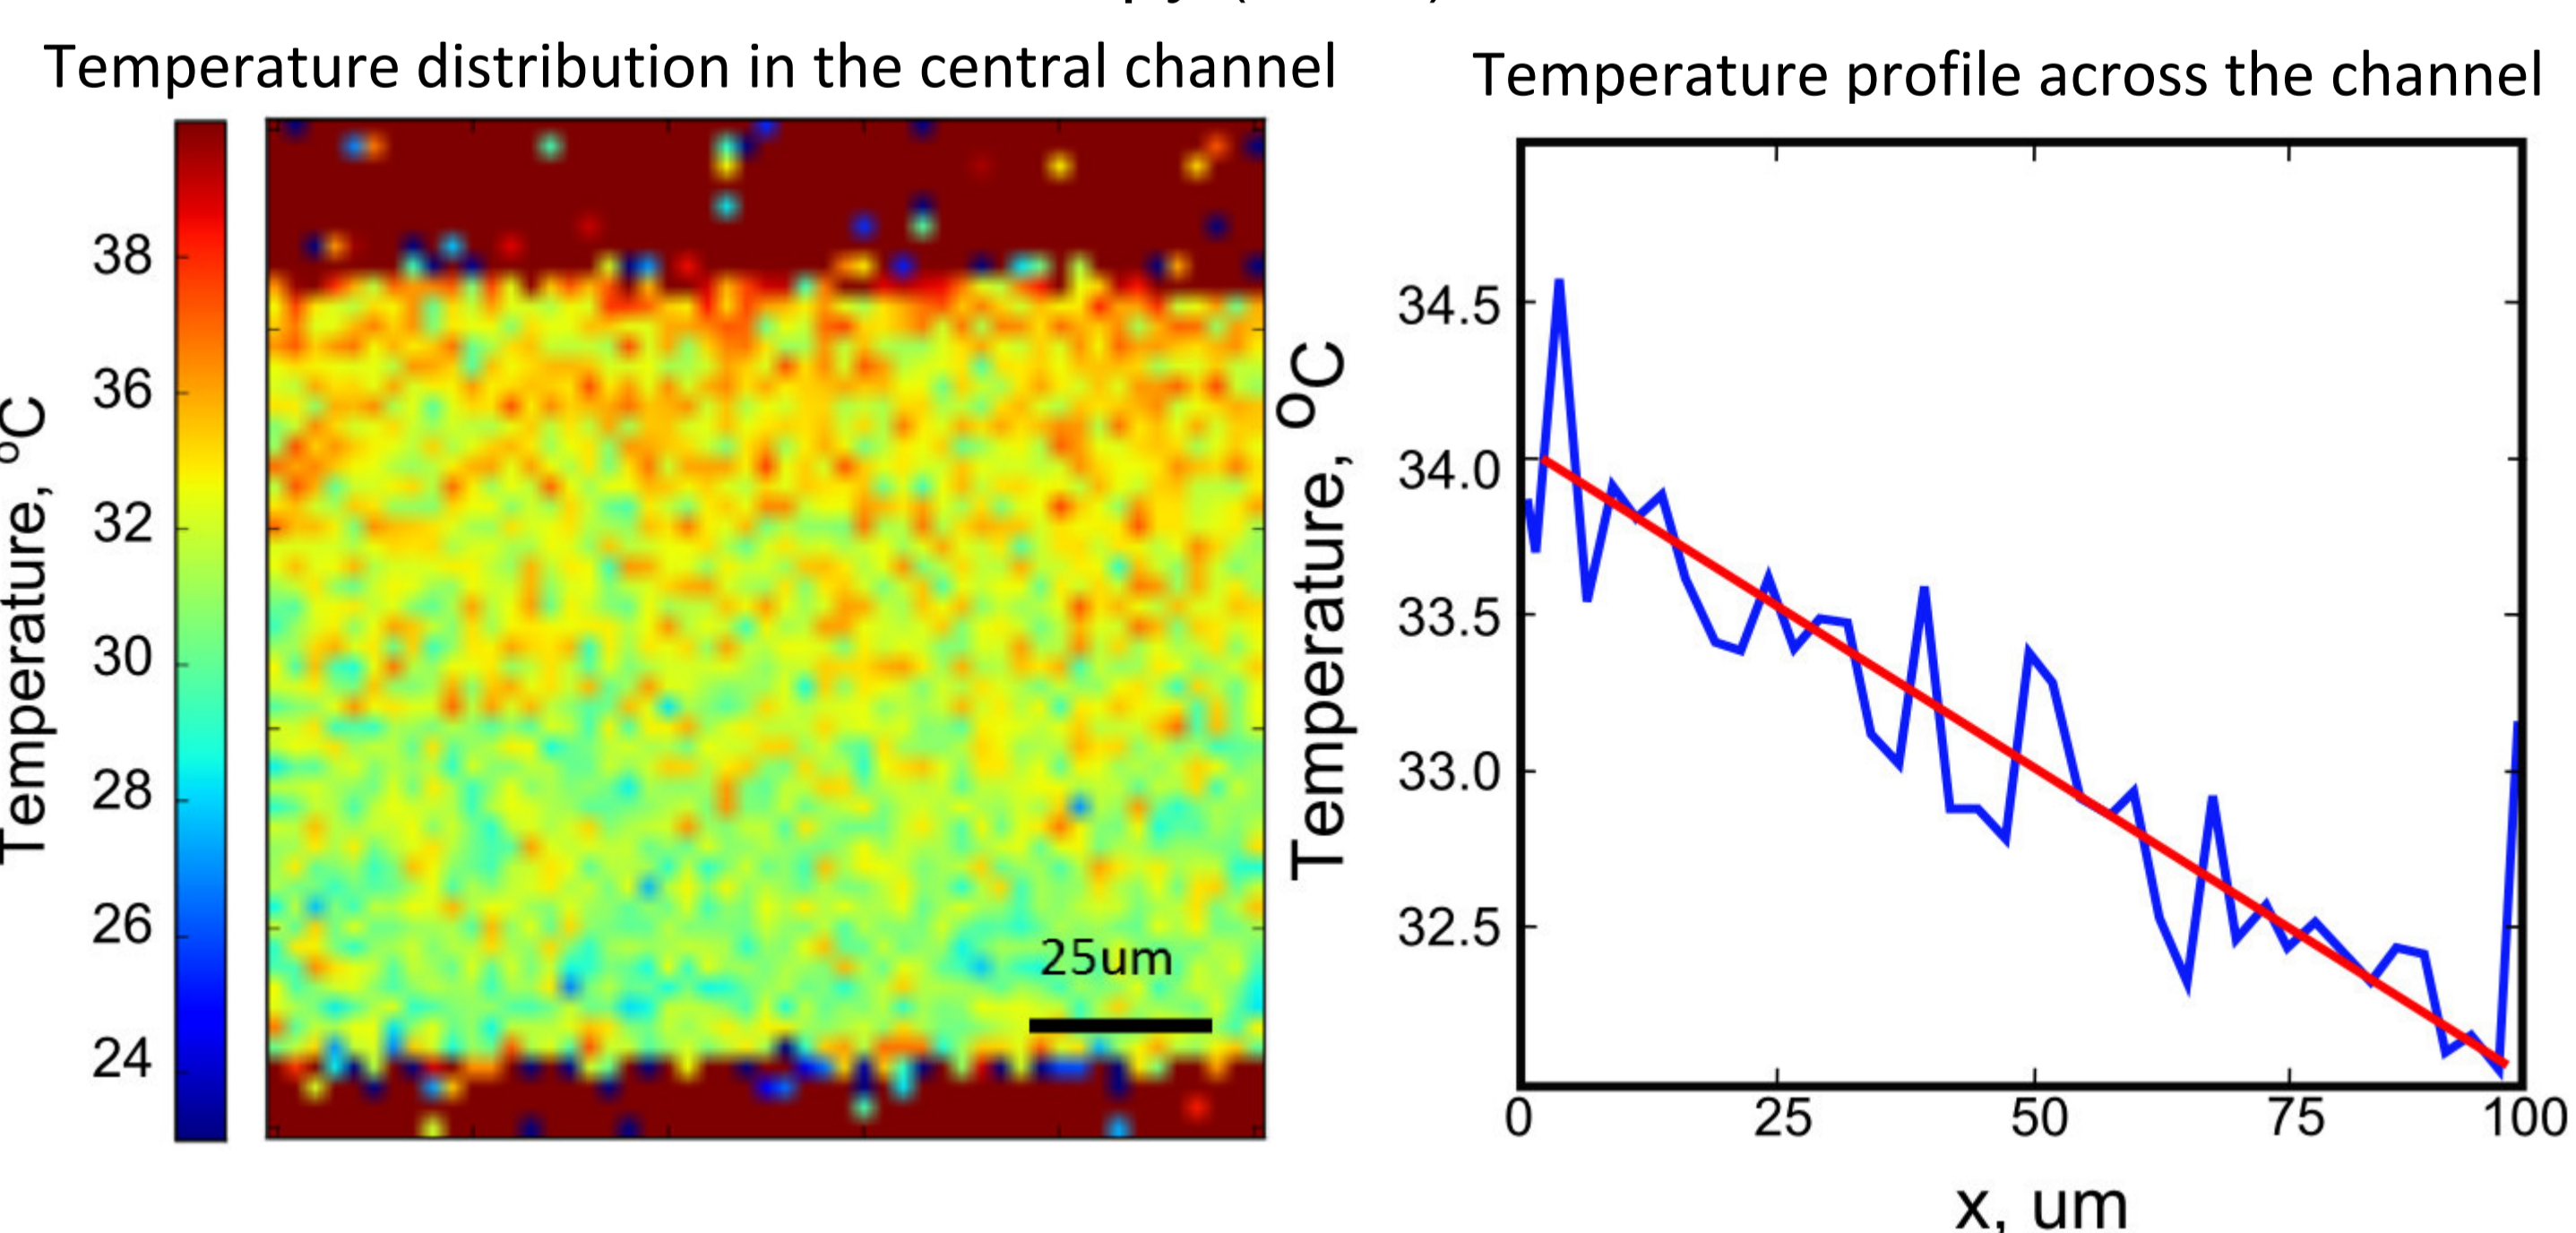 Temperature distribution in the central channel
Temperature profile across the channel
Temperature, °C
38
36
32
30
28
26
24
25um
Temperature, °C
34.5
34.0
33.5
33.0
32.5
0 25 50 75 100
x, um